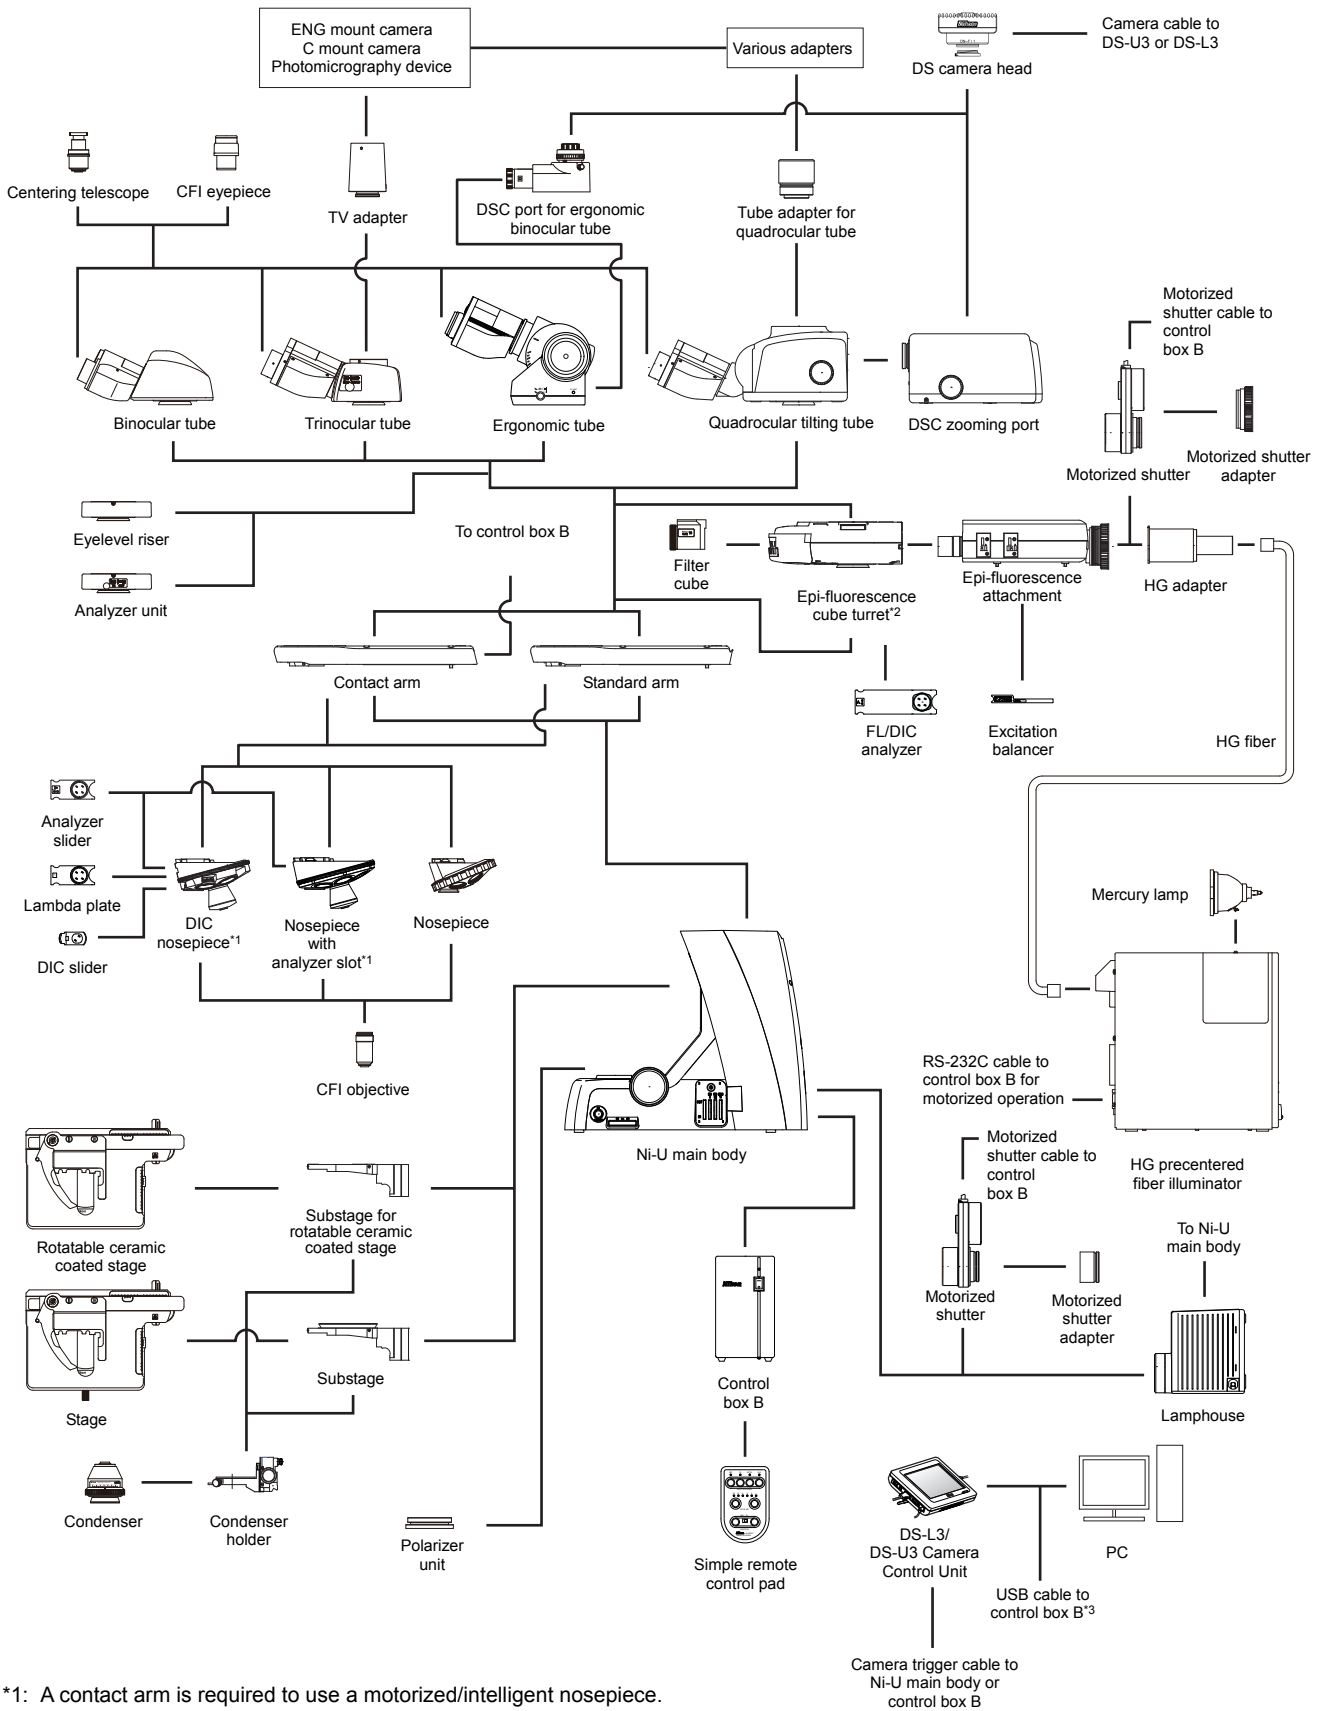 ENG mount camera
C mount camera
Photomicrography device
Various adapters
Nikon
DS camera head
Camera cable to
DS-U3 or DS-L3
Centering telescope
CFI eyepiece
TV adapter
DSC port for ergonomic
binocular tube
Tube adapter for
quadrocular tube
Motorized
shutter cable to
control
box B
Binocular tube
Trinocular tube
Ergonomic tube
Quadrocular tilting tube
DSC zooming port
Motorized shutter
Motorized shutter
adapter
Eyelevel riser
Analyzer unit
To control box B
Filter
cube
Epi-fluorescence
cube turret*2
Epi-fluorescence
attachment
HG adapter
Contact arm
Standard arm
FL/DIC
analyzer
Excitation
balancer
HG fiber
Analyzer
slider
Lambda plate
DIC slider
DIC
nosepiece*1
Nosepiece
with
analyzer slot*1
Nosepiece
CFI objective
Mercury lamp
RS-232C cable to
control box B for
motorized operation
HG precentered
fiber illuminator
Ni-U main body
Rotatable ceramic
coated stage
Substage for
rotatable ceramic
coated stage
Motorized
shutter cable to
control
box B
To Ni-U
main body
Motorized
shutter
Motorized
shutter
adapter
Lamphouse
Stage
Substage
Nikon
Control
box B
Condenser
Condenser
holder
Polarizer
unit
Simple remote
control pad
DS-L3/
DS-U3 Camera
Control Unit
PC
USB cable to
control box B*3
Camera trigger cable to
Ni-U main body or
control box B
*1: A contact arm is required to use a motorized/intelligent nosepiece.